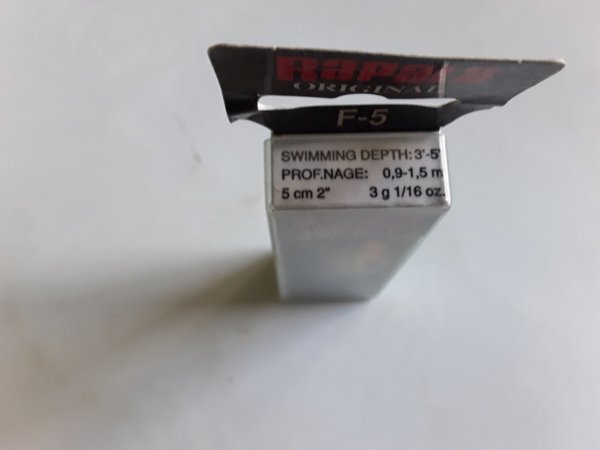 Rapala
ORIGINAL
F-5
SWIMMING DEPTH: 3'-5'
PROF.NAGE: 0,9-1,5 m
5 cm 2" 3 g 1/16 oz.